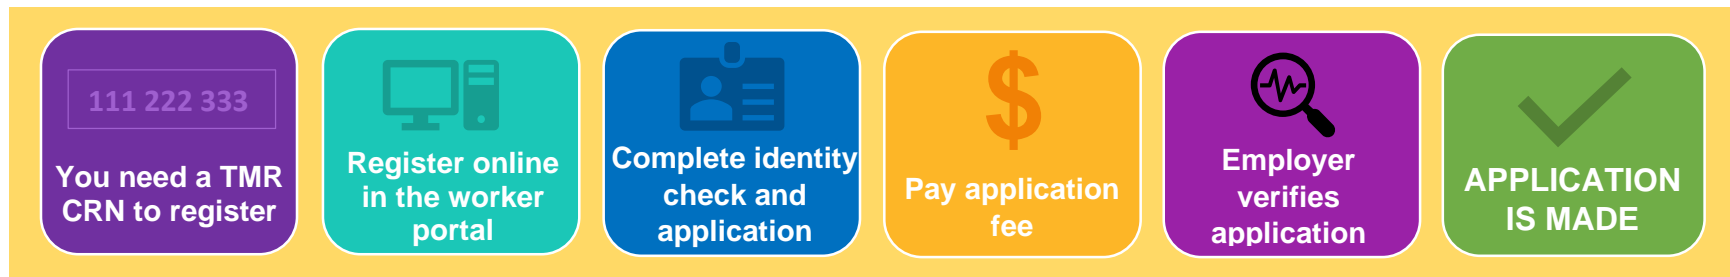 111 222 333
You need a TMR
CRN to register
Register online
in the worker
portal
Complete identity
check and
application
$
Pay application
fee
Employer
verifies
application
APPLICATION
IS MADE